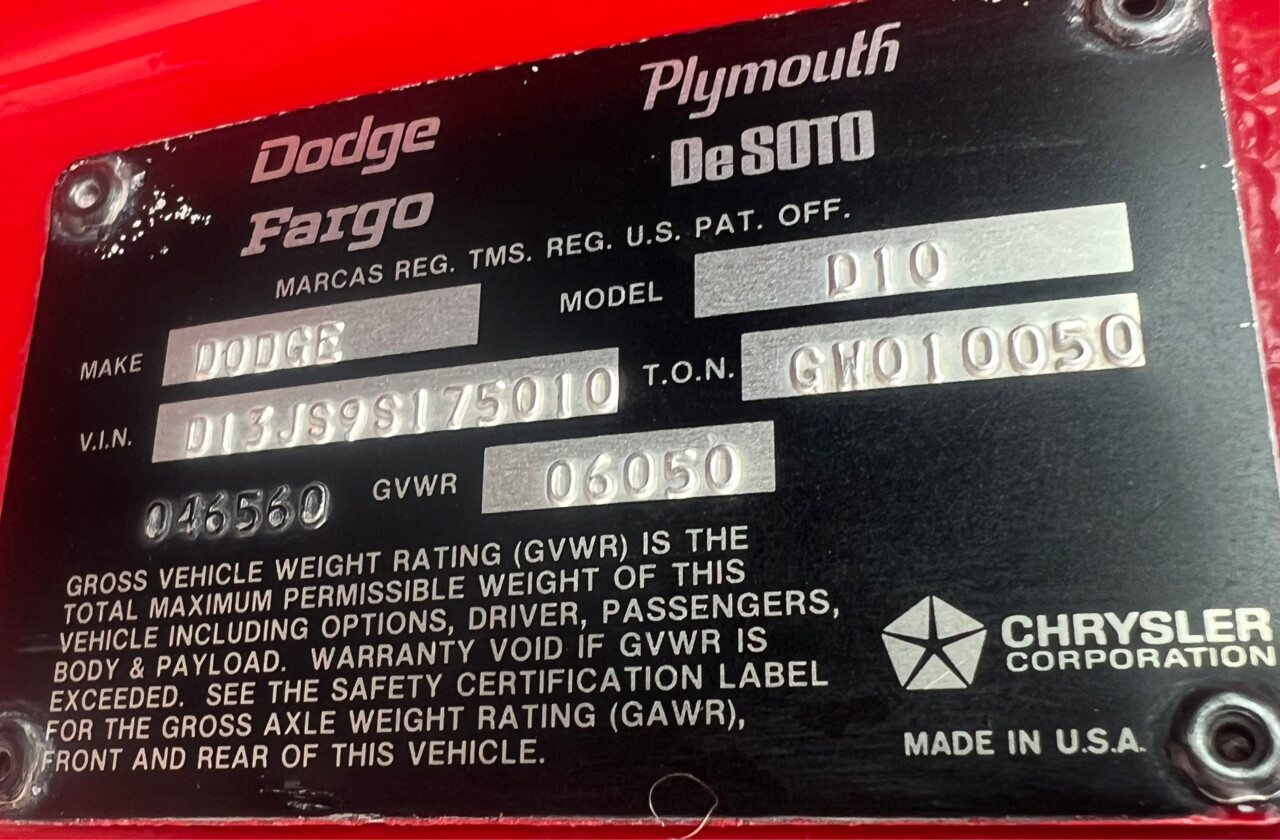 Dodge Plymouth
Fargo DeSOTO
MARCAS REG. TMS. REG. U.S. PAT. OFF.
MAKE DODGE MODEL D10
V.I.N. D13JS9S175010 T.O.N. GW010050
046560 GVWR 06050
GROSS VEHICLE WEIGHT RATING (GVWR) IS THE
TOTAL MAXIMUM PERMISSIBLE WEIGHT OF THIS
VEHICLE INCLUDING OPTIONS, DRIVER, PASSENGERS,
BODY & PAYLOAD. WARRANTY VOID IF GVWR IS
EXCEEDED. SEE THE SAFETY CERTIFICATION LABEL
FOR THE GROSS AXLE WEIGHT RATING (GAWR),
FRONT AND REAR OF THIS VEHICLE.
CHRYSLER
CORPORATION
MADE IN U.S.A.